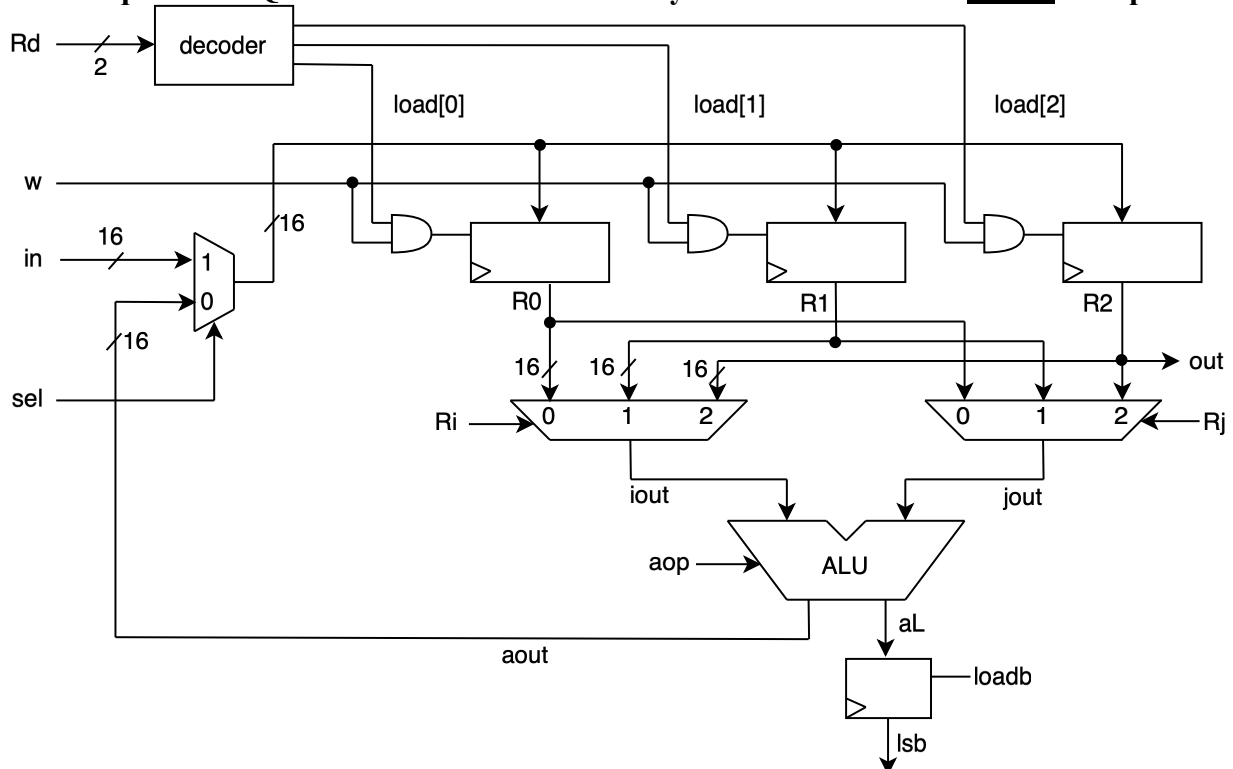 Rd
2
decoder
load[0]
load[1]
load[2]
w
16
16
in
1
0
R0
R1
R2
16
16
16
16
out
sel
Ri
0
1
2
0
1
2
Rj
iout
jout
aop
ALU
aL
aout
loadb
lsb